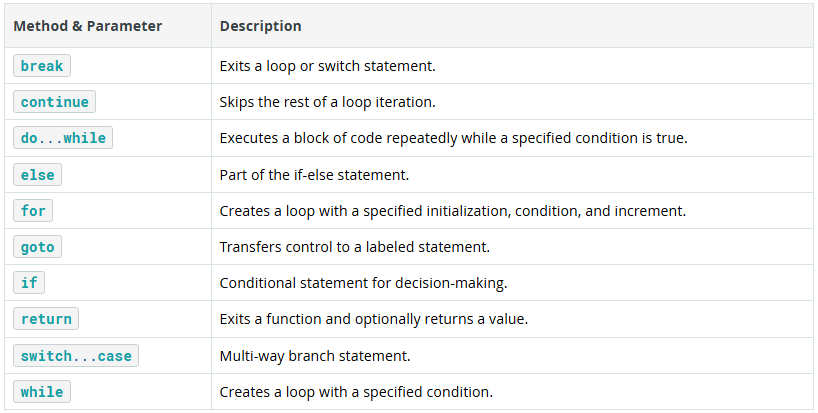 Method & Parameter Description
break Exits a loop or switch statement.
continue Skips the rest of a loop iteration.
do...while Executes a block of code repeatedly while a specified condition is true.
else Part of the if-else statement.
for Creates a loop with a specified initialization, condition, and increment.
goto Transfers control to a labeled statement.
if Conditional statement for decision-making.
return Exits a function and optionally returns a value.
switch...case Multi-way branch statement.
while Creates a loop with a specified condition.